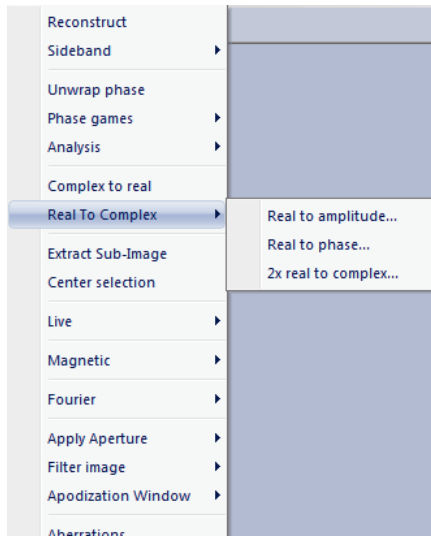 Reconstruct
Sideband
Unwrap phase
Phase games
Analysis
Complex to real
Real To Complex
Real to amplitude...
Real to phase...
2x real to complex...
Extract Sub-Image
Center selection
Live
Magnetic
Fourier
Apply Aperture
Filter image
Apodization Window
Aberrations